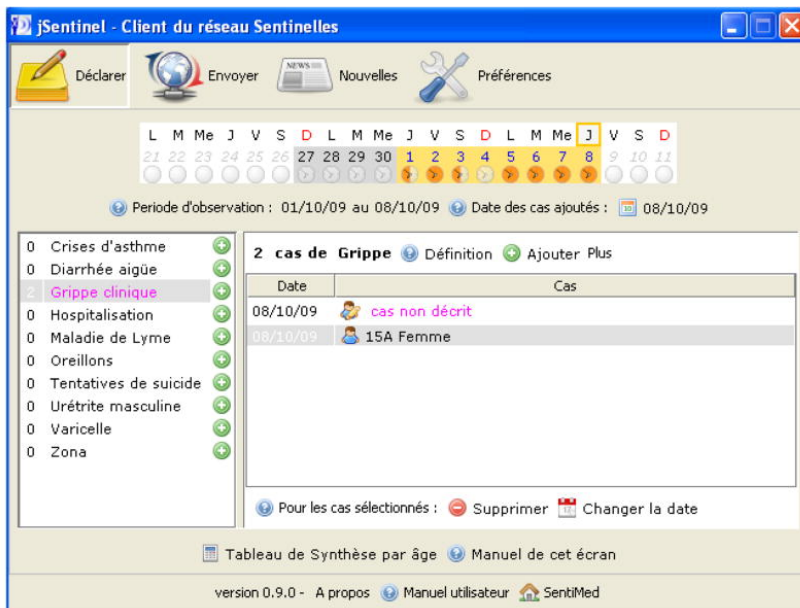 jSentinel - Client du réseau Sentinelles
Déclarer Envoyer NEWS Nouvelles Préférences
L M Me J V S D L M Me J V S D L M Me J V S D
21 22 23 24 25 26 27 28 29 30 1 2 3 4 5 6 7 8 9 10 11
Periode d'observation : 01/10/09 au 08/10/09 Date des cas ajoutés : 08/10/09
0 Crises d'asthme
0 Diarrhée aigüe
2 Grippe clinique
0 Hospitalisation
0 Maladie de Lyme
0 Oreillons
0 Tentatives de suicide
0 Urétrite masculine
0 Varicelle
0 Zona
2 cas de Grippe Définition Ajouter Plus
Date Cas
08/10/09 cas non décrit
08/10/09 15A Femme
Pour les cas sélectionnés : Supprimer Changer la date
Tableau de Synthèse par âge Manuel de cet écran
version 0.9.0 - A propos Manuel utilisateur SentiMed